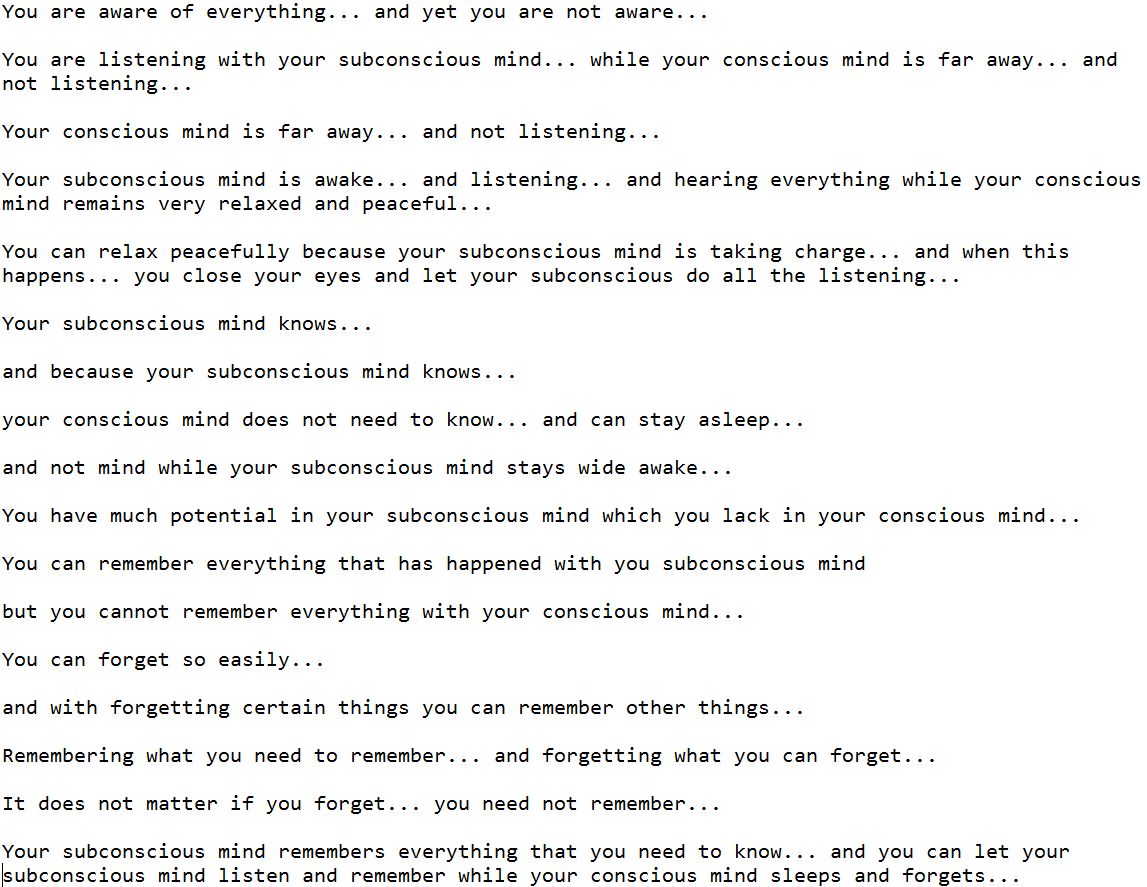 You are aware of everything... and yet you are not aware...
You are listening with your subconscious mind... while your conscious mind is far away... and
not listening...
Your conscious mind is far away... and not listening...
Your subconscious mind is awake... and listening... and hearing everything while your conscious
mind remains very relaxed and peaceful...
You can relax peacefully because your subconscious mind is taking charge... and when this
happens... you close your eyes and let your subconscious do all the listening...
Your subconscious mind knows...
and because your subconscious mind knows...
your conscious mind does not need to know... and can stay asleep...
and not mind while your subconscious mind stays wide awake...
You have much potential in your subconscious mind which you lack in your conscious mind...
You can remember everything that has happened with you subconscious mind
but you cannot remember everything with your conscious mind...
You can forget so easily...
and with forgetting certain things you can remember other things...
Remembering what you need to remember... and forgetting what you can forget...
It does not matter if you forget... you need not remember...
Your subconscious mind remembers everything that you need to know... and you can let your
subconscious mind listen and remember while your conscious mind sleeps and forgets...